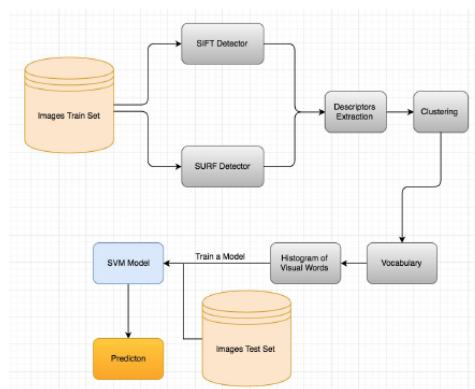 SIFT Detector
Images Train Set
Descriptors
Extraction
Clustering
SURF Detector
SVM Model
Train a Model
Histogram of
Visual Words
Vocabulary
Predicton
Images Test Set